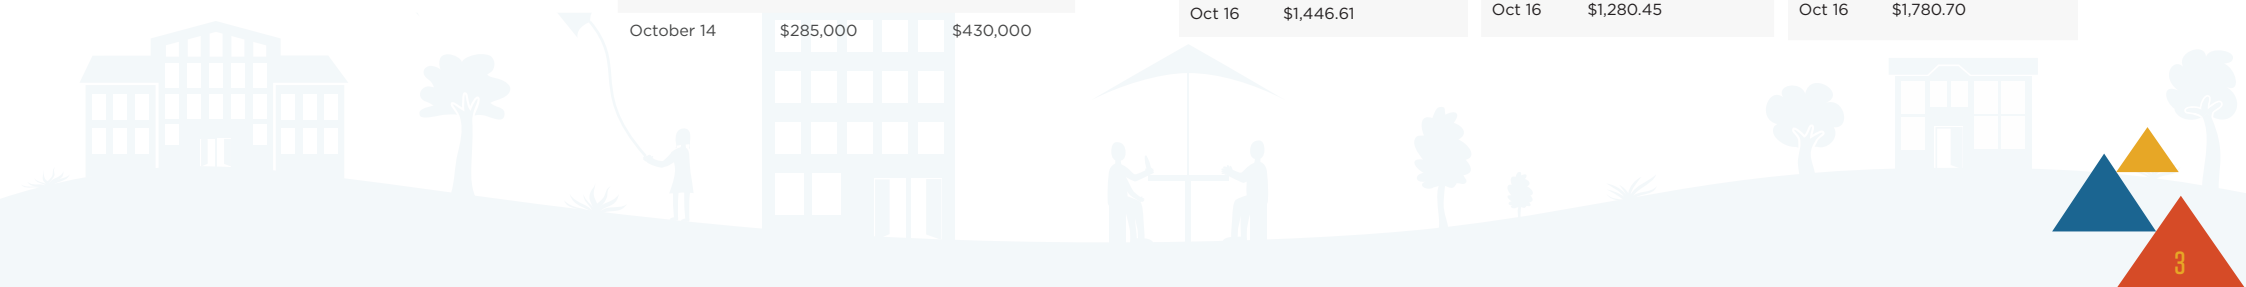 October 14 $285,000 $430,000
Oct 16 $1,446.61
Oct 16 $1,280.45
Oct 16 $1,780.70
3